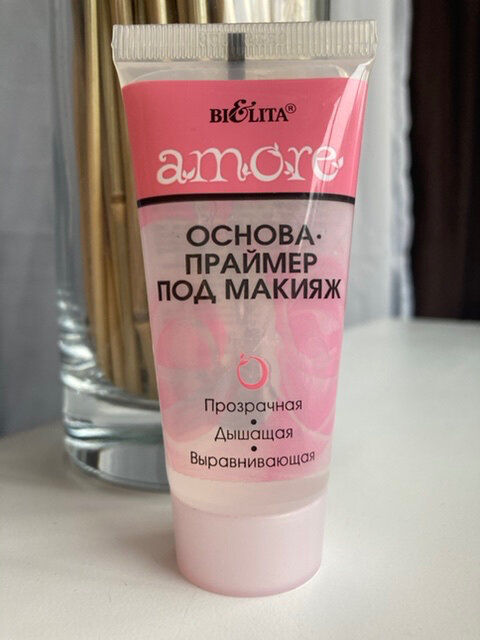 BIELITA®
amore
ОСНОВА-
ПРАЙМЕР
ПОД МАКИЯЖ
Прозрачная
•
Дышащая
•
Выравнивающая